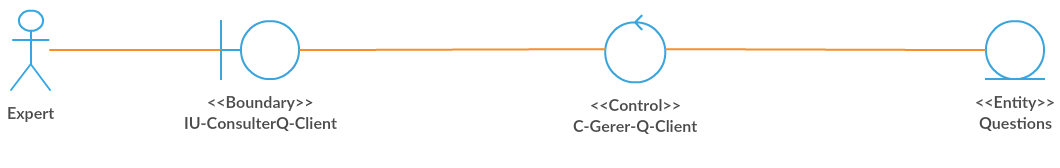 Expert
<<Boundary>>
IU-ConsulterQ-Client
<<Control>>
C-Gerer-Q-Client
<<Entity>>
Questions